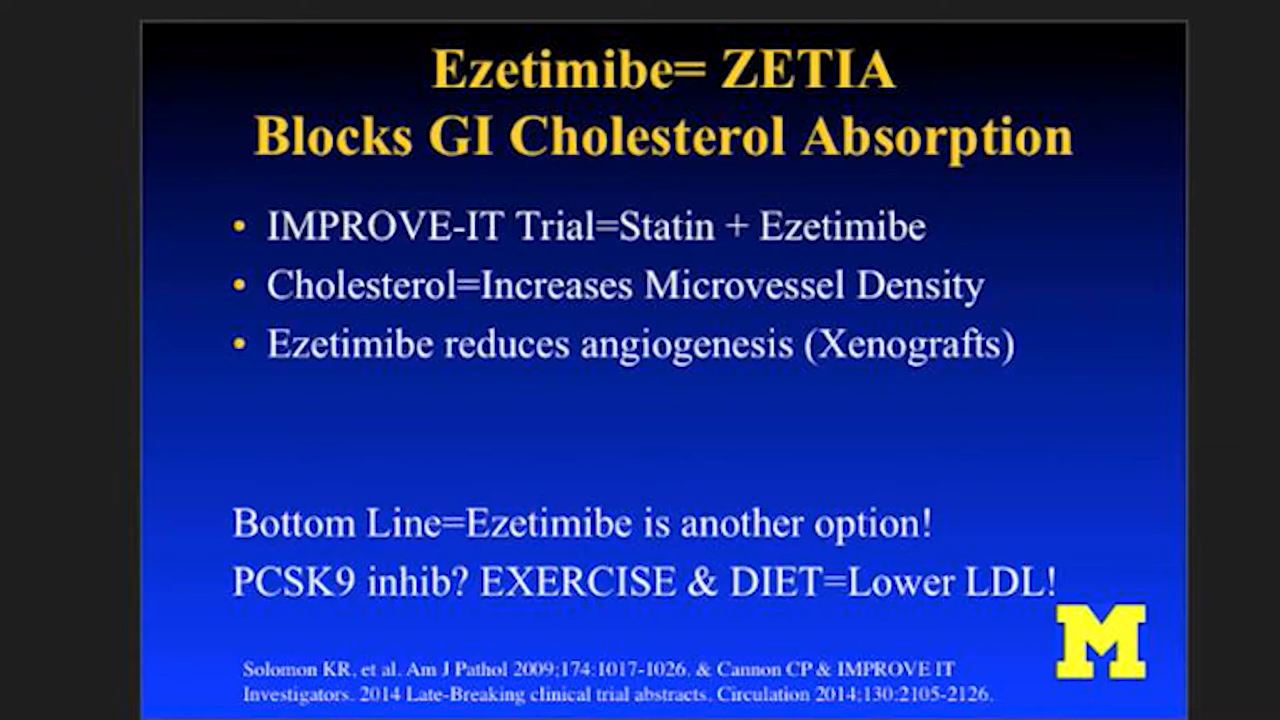 Ezetimibe= ZETIA
Blocks GI Cholesterol Absorption
• IMPROVE-IT Trial=Statin + Ezetimibe
• Cholesterol=Increases Microvessel Density
• Ezetimibe reduces angiogenesis (Xenografts)
Bottom Line=Ezetimibe is another option!
PCSK9 inhib? EXERCISE & DIET=Lower LDL!
M
Solomon KR, et al. Am J Pathol 2009;174:1017-1026. & Cannon CP & IMPROVE IT
Investigators. 2014 Late-Breaking clinical trial abstracts. Circulation 2014;130:2105-2126.